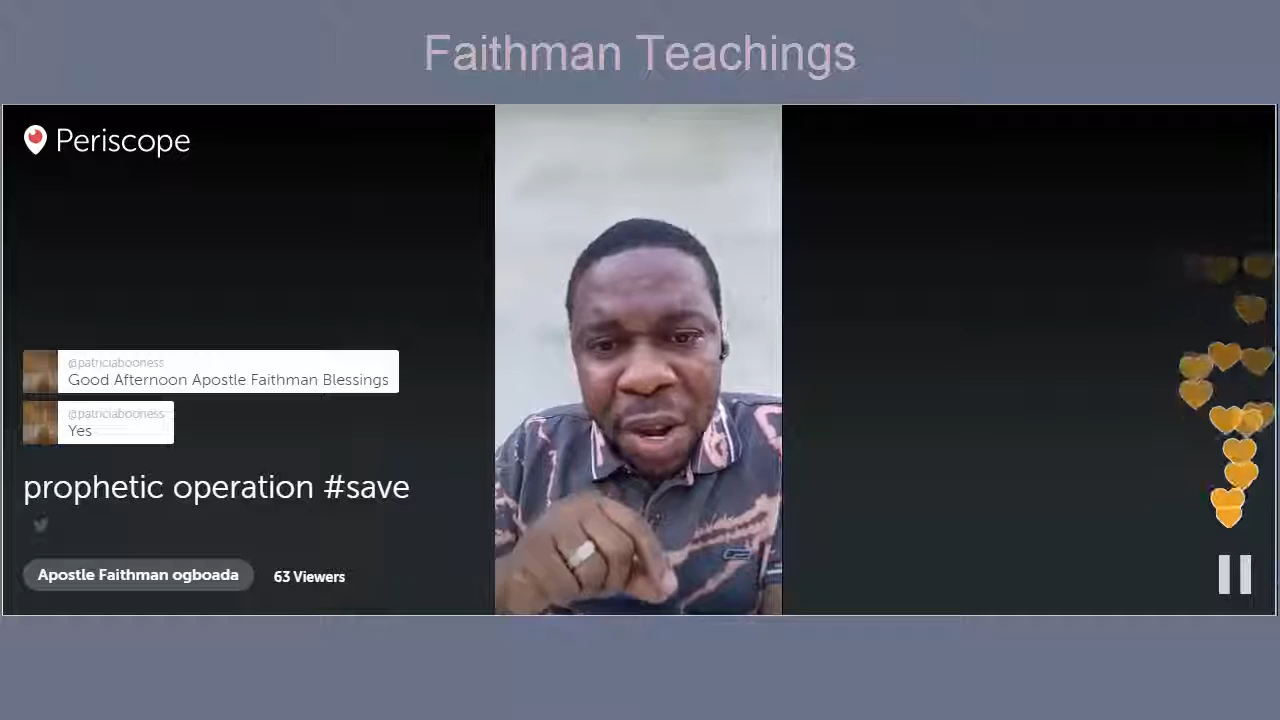 Faithman Teachings
Periscope
@patriciabooness
Good Afternoon Apostle Faithman Blessings
@patriciabooness
Yes
prophetic operation #save
Apostle Faithman ogboada
63 Viewers